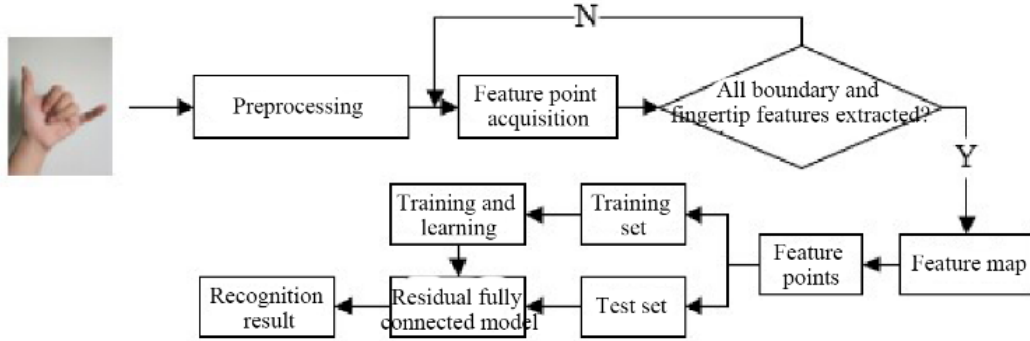 N
Preprocessing
Feature point
acquisition
All boundary and
fingertip features extracted?
Y
Training and
learning
Training
set
Feature
points
Feature map
Recognition
result
Residual fully
connected model
Test set